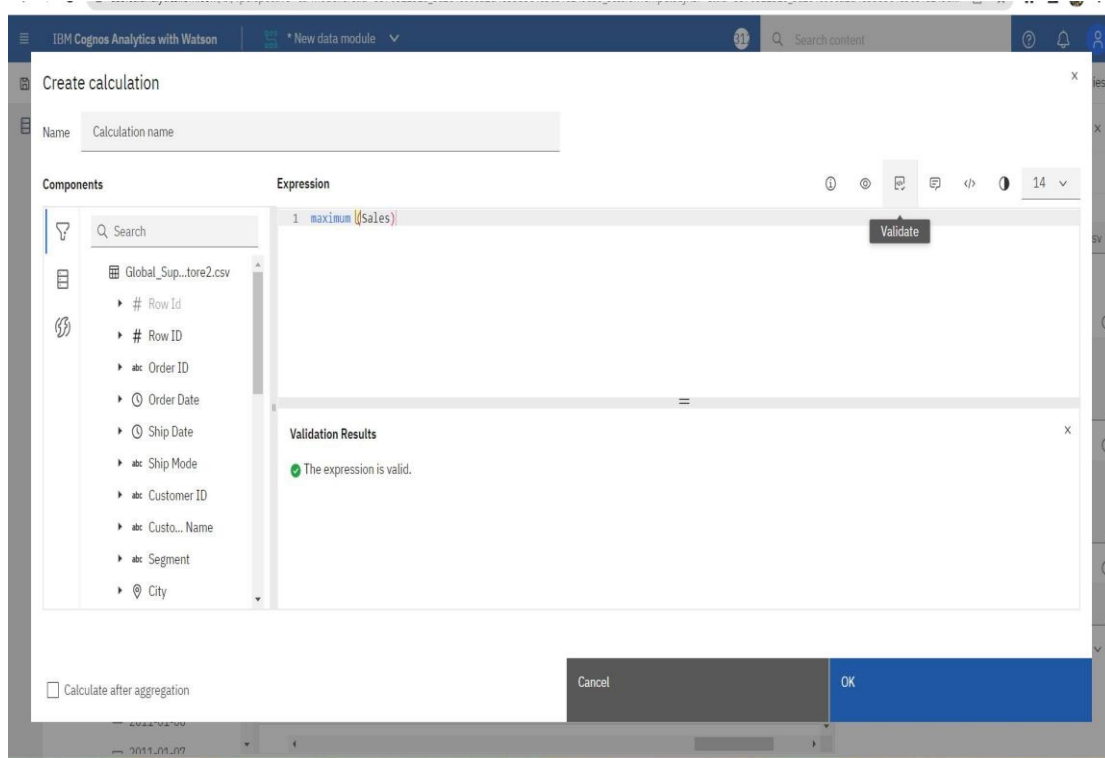 IBM Cognos Analytics with Watson
* New data module
Search content
Create calculation
x
Name
Calculation name
Components
Expression
14
1 maximum (Sales)
Validate
Search
Global_Sup...tore2.csv
# Row Id
# Row ID
abc Order ID
Order Date
Ship Date
abc Ship Mode
abc Customer ID
abc Custo... Name
abc Segment
City
Validation Results
x
The expression is valid.
Calculate after aggregation
Cancel
OK
2011-01-07